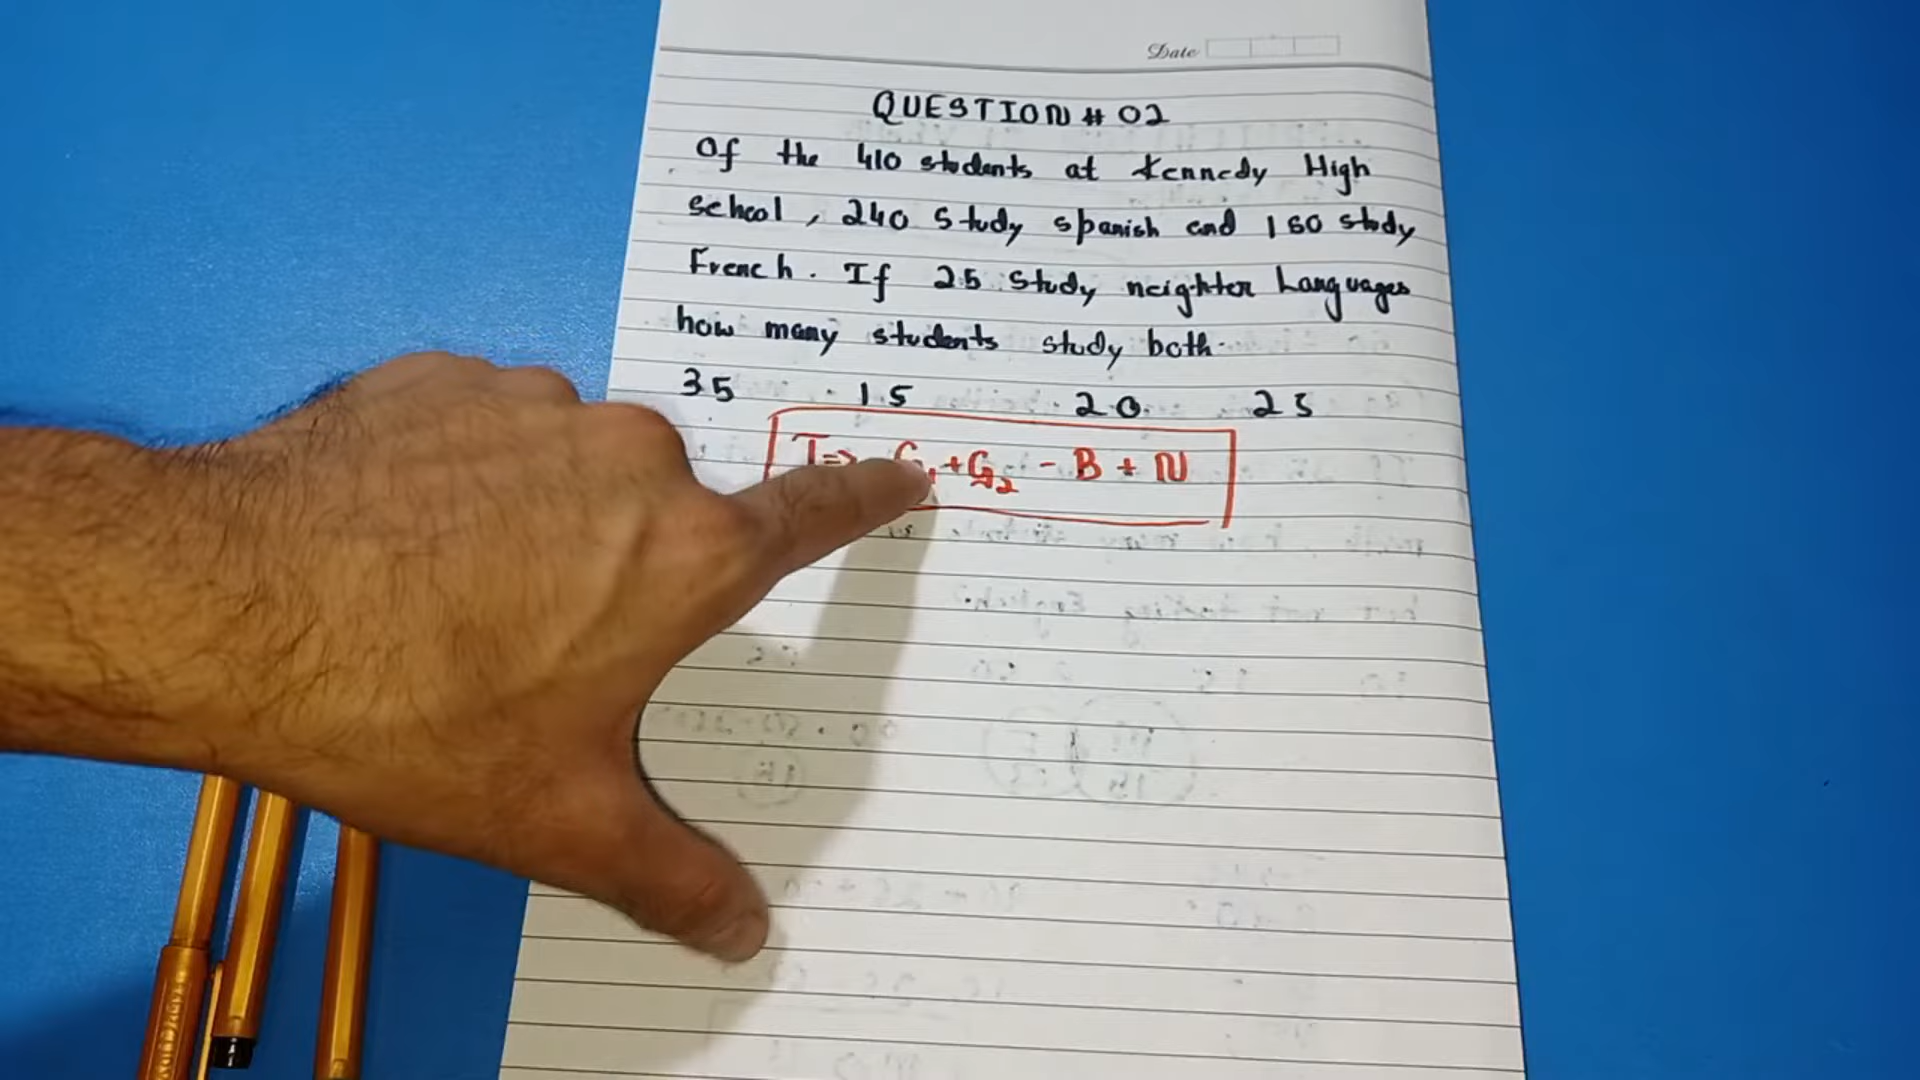 Date
QUESTION # 02
Of the 410 students at Kennedy High
school, 240 study spanish and 180 study
French. If 25 study neighter Languages
how many students study both.
35 15 20 25
T => G1 + G2 - B + N